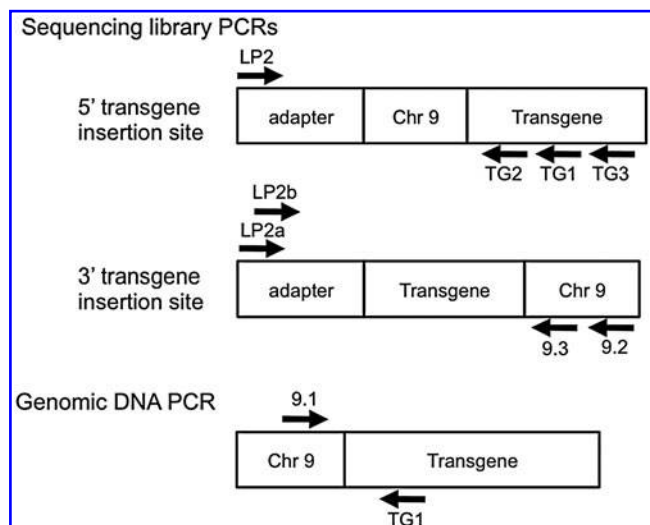 Sequencing library PCRs
LP2
5’ transgene
insertion site
adapter
Chr 9
Transgene
TG2
TG1
TG3
LP2b
LP2a
3’ transgene
insertion site
adapter
Transgene
Chr 9
9.3
9.2
Genomic DNA PCR
9.1
Chr 9
Transgene
TG1